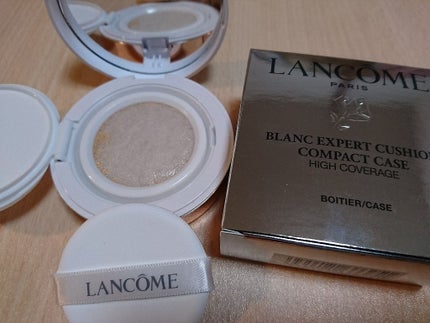 LANCÔME
PARIS
BLANC EXPERT CUSHIO
COMPACT CASE
HIGH COVERAGE
BOITIER/CASE
LANCÔME